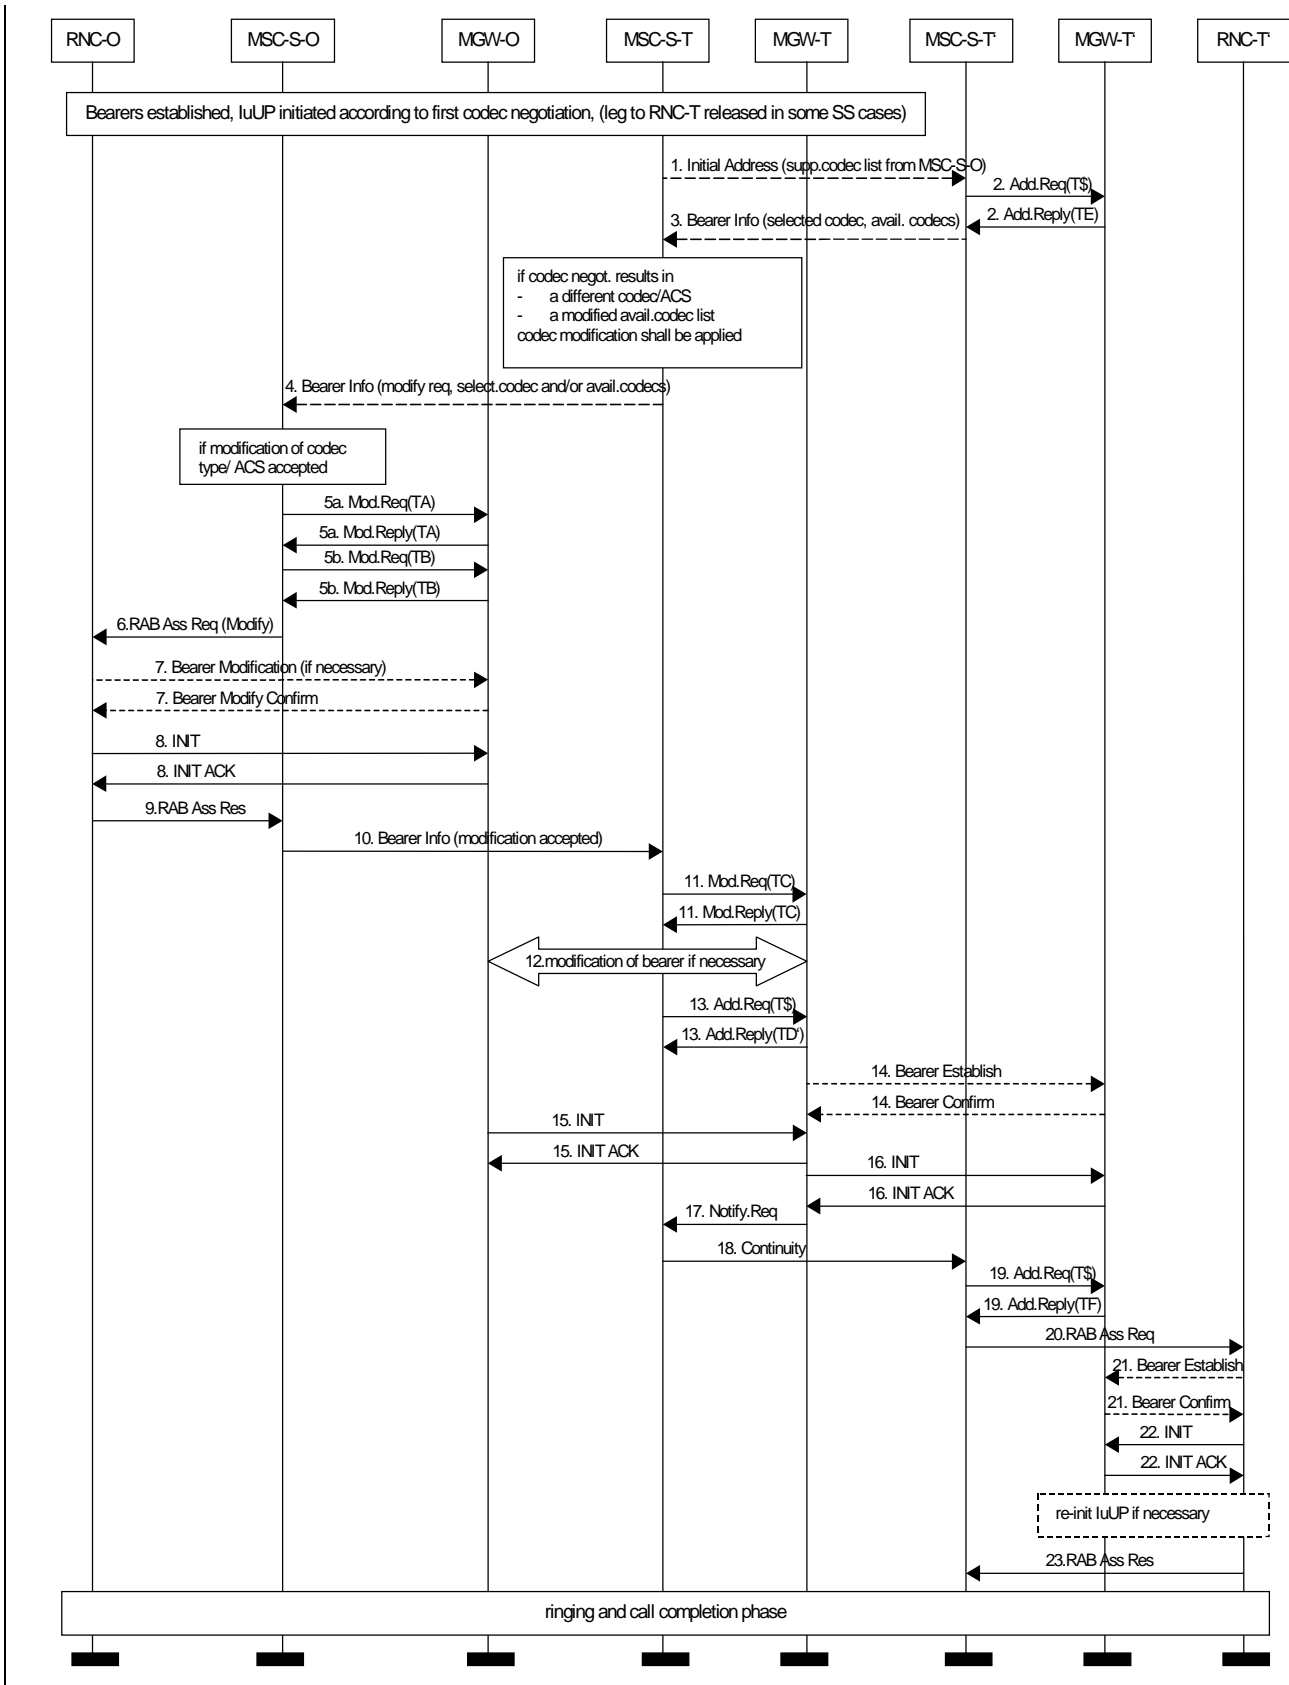 RNC-O MSC-S-O MGW-O MSC-S-T MGW-T MSC-S-T' MGW-T' RNC-T'
Bearers established, IuUP initiated according to first codec negotiation, (leg to RNC-T released in some SS cases)
1. Initial Address (supp.codec list from MSC-S-O)
2. Add.Req(T$)
2. Add.Reply(TE)
3. Bearer Info (selected codec, avail. codecs)
if codec negot. results in
- a different codec/ACS
- a modified avail.codec list
codec modification shall be applied
4. Bearer Info (modify req, select.codec and/or avail.codecs)
if modification of codec
type/ ACS accepted
5a. Mod.Req(TA)
5a. Mod.Reply(TA)
5b. Mod.Req(TB)
5b. Mod.Reply(TB)
6.RAB Ass Req (Modify)
7. Bearer Modification (if necessary)
7. Bearer Modify Confirm
8. INIT
8. INIT ACK
9.RAB Ass Res
10. Bearer Info (modification accepted)
11. Mod.Req(TC)
11. Mod.Reply(TC)
12.modification of bearer if necessary
13. Add.Req(T$)
13. Add.Reply(TD')
14. Bearer Establish
14. Bearer Confirm
15. INIT
15. INIT ACK
16. INIT
16. INIT ACK
17. Notify.Req
18. Continuity
19. Add.Req(T$)
19. Add.Reply(TF)
20.RAB Ass Req
21. Bearer Establish
21. Bearer Confirm
22. INIT
22. INIT ACK
re-init IuUP if necessary
23.RAB Ass Res
ringing and call completion phase